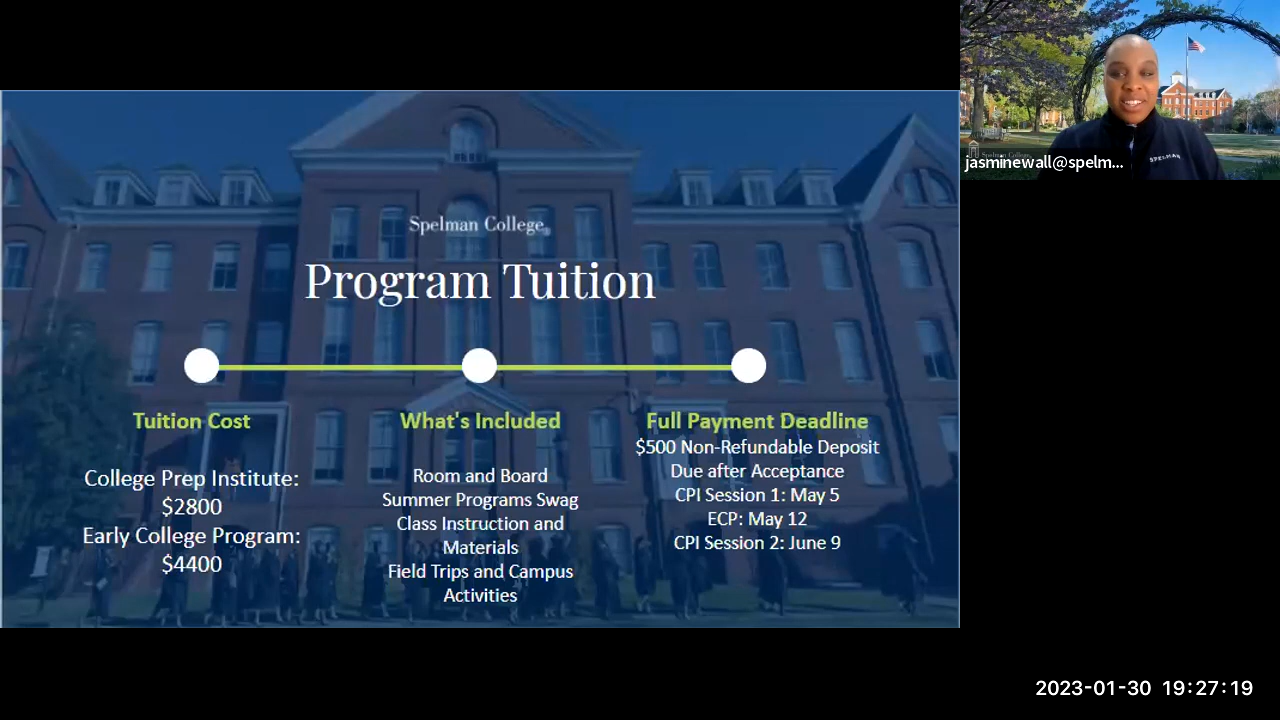 Spelman College
Program Tuition
Tuition Cost
College Prep Institute:
$2800
Early College Program:
$4400
What's Included
Room and Board
Summer Programs Swag
Class Instruction and
Materials
Field Trips and Campus
Activities
Full Payment Deadline
$500 Non-Refundable Deposit
Due after Acceptance
CPI Session 1: May 5
ECP: May 12
CPI Session 2: June 9
SPELMAN
Spelman College
jasminewall@spelm...
2023-01-30 19:27:19